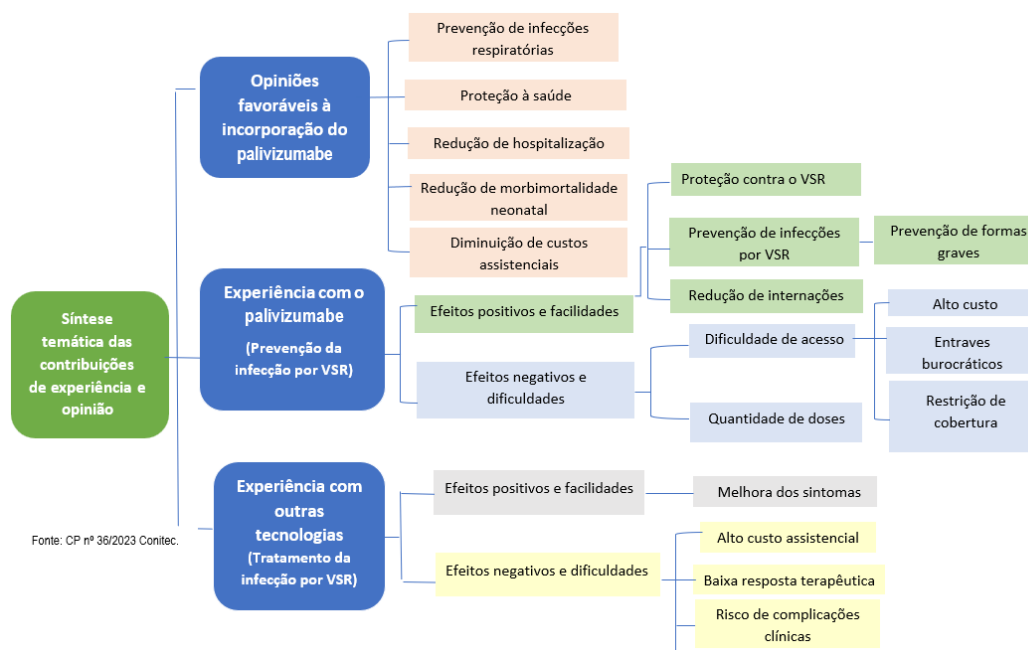 Síntese
temática das
contribuições
de experiência e
opinião
Opiniões
favoráveis à
incorporação do
palivizumabe
Prevenção de infecções
respiratórias
Proteção à saúde
Redução de hospitalização
Redução de morbimortalidade
neonatal
Diminuição de custos
assistenciais
Experiência com o
palivizumabe
(Prevenção da
infecção por VSR)
Efeitos positivos e facilidades
Proteção contra o VSR
Prevenção de infecções
por VSR
Prevenção de formas
graves
Redução de internações
Efeitos negativos e
dificuldades
Dificuldade de acesso
Alto custo
Entraves
burocráticos
Restrição de
cobertura
Quantidade de doses
Experiência com
outras
tecnologias
(Tratamento da
infecção por VSR)
Efeitos positivos e facilidades
Melhora dos sintomas
Efeitos negativos e dificuldades
Alto custo assistencial
Baixa resposta terapêutica
Risco de complicações
clínicas
Fonte: CP nº 36/2023 Conitec.